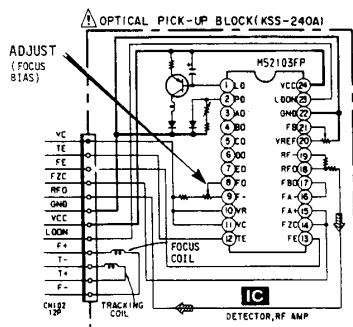 OPTICAL PICK-UP BLOCK(KSS-240A)
ADJUST
(FOCUS
BIAS)
M52103FP
1 LD
2 PD
3 AO
4 BO
5 CO
6 DO
7 EO
8 FO
9 F-
10 VR
11 VC
12 TE
VCC 24
LDON 23
GND 22
FB 21
VREF 20
RF- 19
RFO 18
FBO 17
FA- 16
FA+ 15
FZC 14
FE 13
VC
TE
FE
FZC
RFO
GND
VCC
LDON
F+
T-
T+
F-
CN102
12P
FOCUS
COIL
TRACKING
COIL
IC
DETECTOR,RF AMP